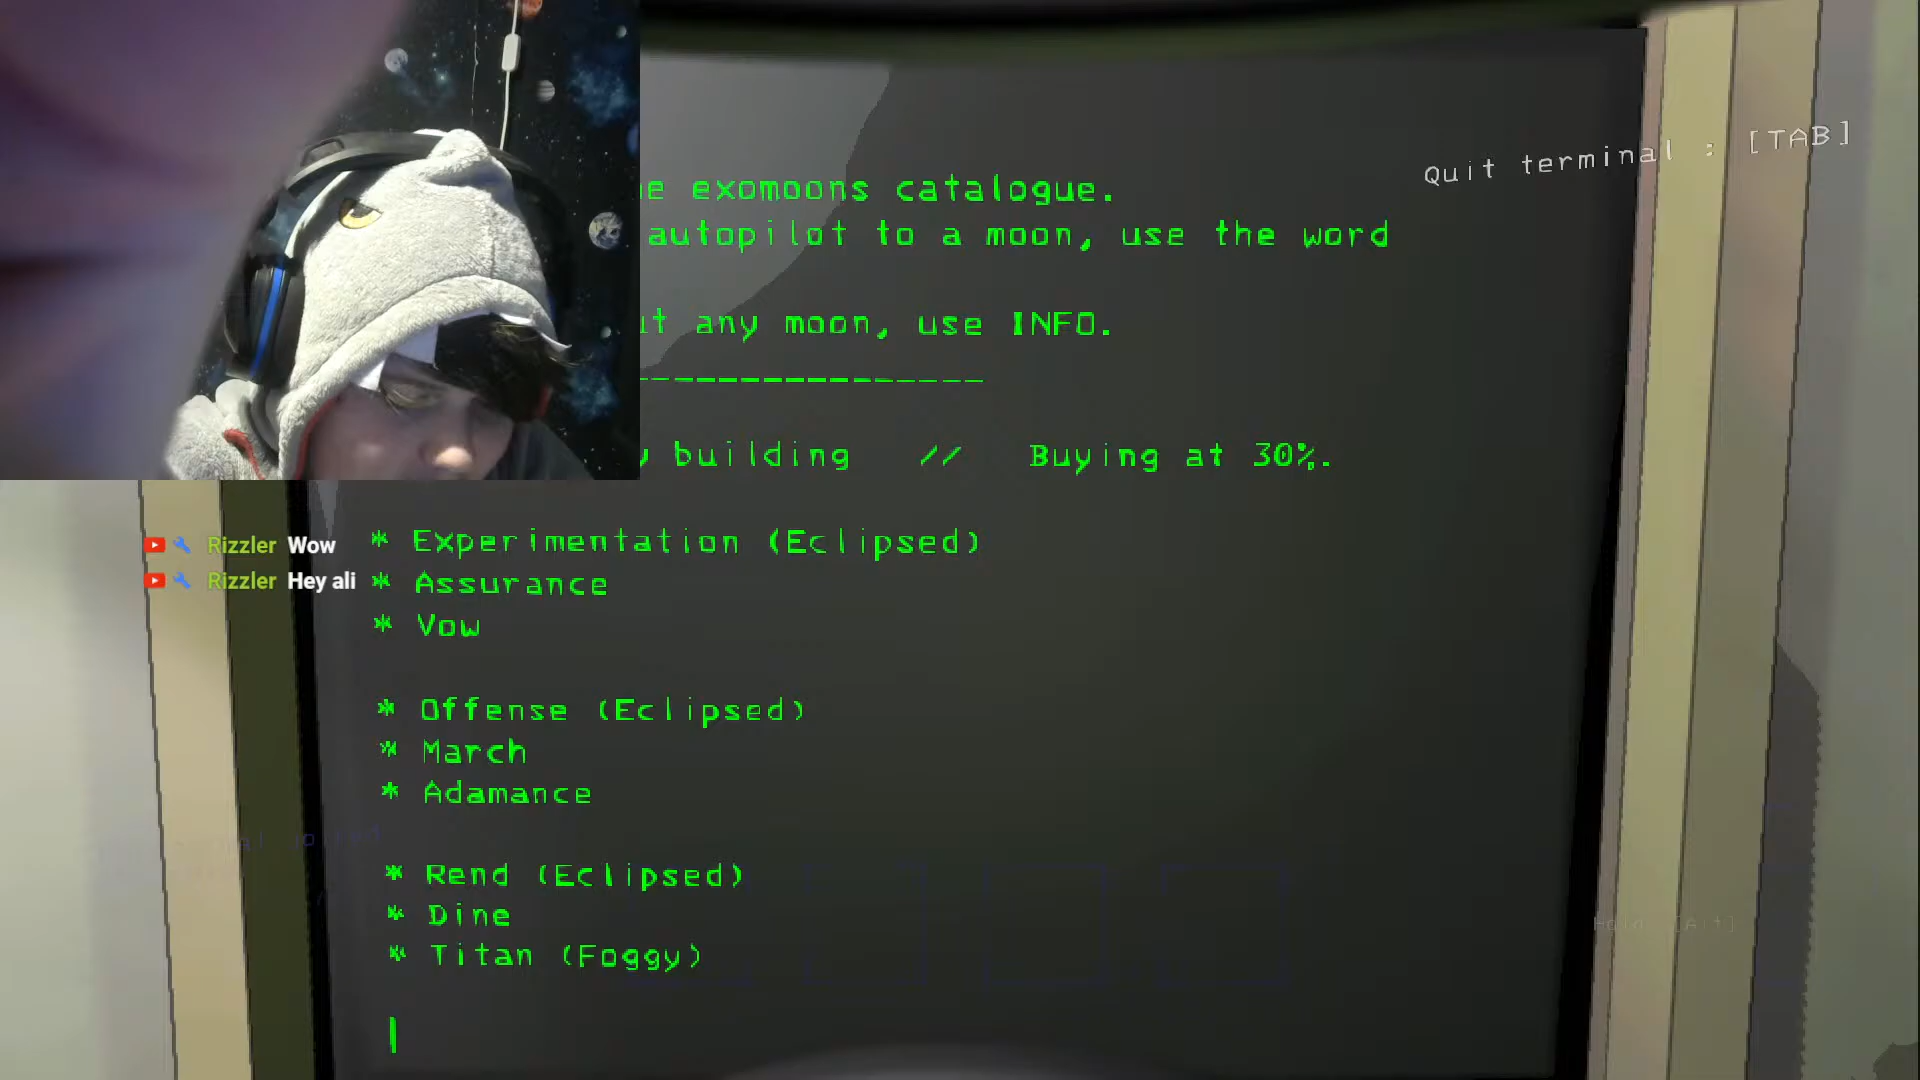 exomoons catalogue.
Quit terminal : [TAB]
autopilot to a moon, use the word
any moon, use INFO.
building // Buying at 30%.
* Experimentation (Eclipsed)
Rizzler Wow
* Assurance
Rizzler Hey ali
* Vow
* Offense (Eclipsed)
* March
* Adamance
* Rend (Eclipsed)
* Dine
* Titan (Foggy)